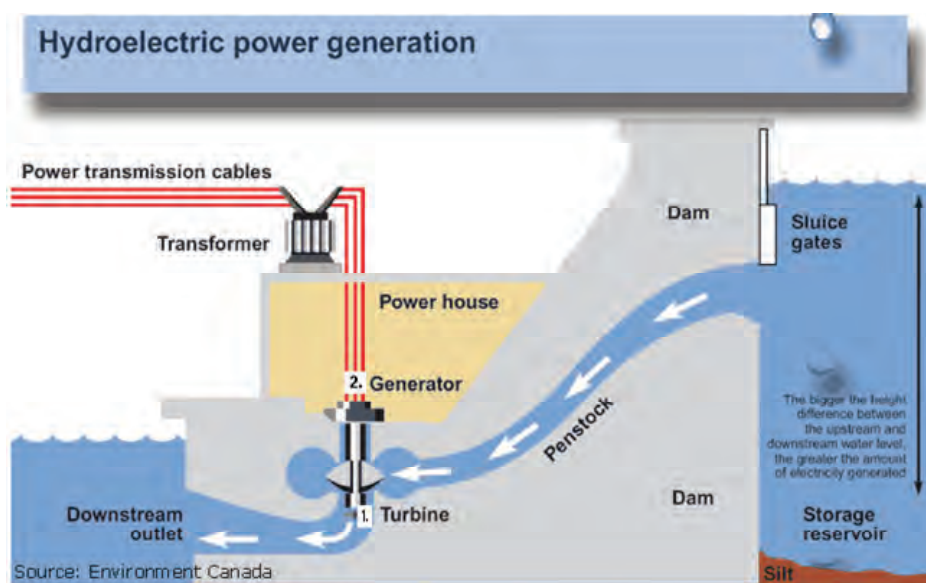 Hydroelectric power generation
Power transmission cables
Transformer
Dam
Sluice
gates
Power house
2.
Generator
The bigger the height
difference between
the upstream and
downstream water level,
the greater the amount
of electricity generated
Penstock
1.
Turbine
Dam
Downstream
outlet
Storage
reservoir
Source: Environment Canada
Silt